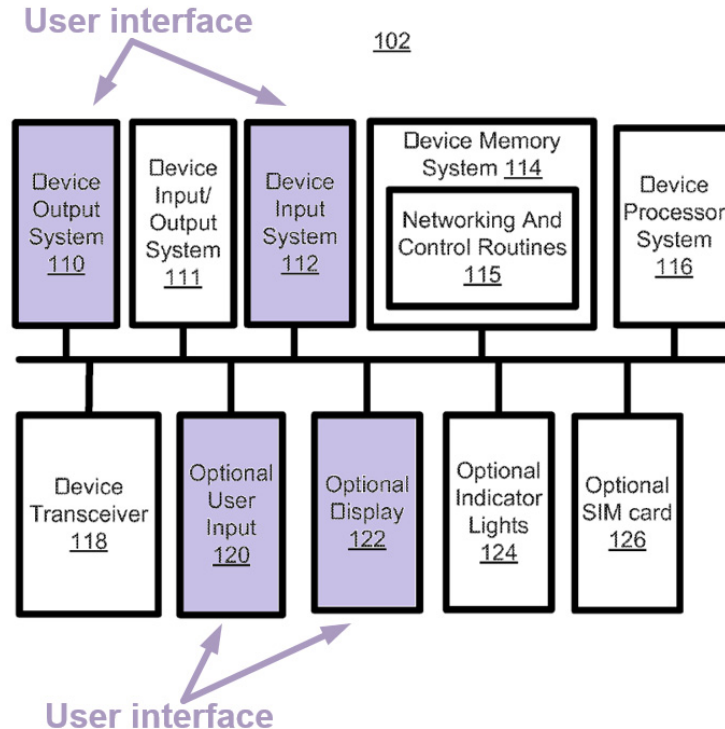 User interface
102
Device
Output
System
110
Device
Input/
Output
System
111
Device
Input
System
112
Device Memory
System 114
Networking And
Control Routines
115
Device
Processor
System
116
Device
Transceiver
118
Optional
User
Input
120
Optional
Display
122
Optional
Indicator
Lights
124
Optional
SIM card
126
User interface